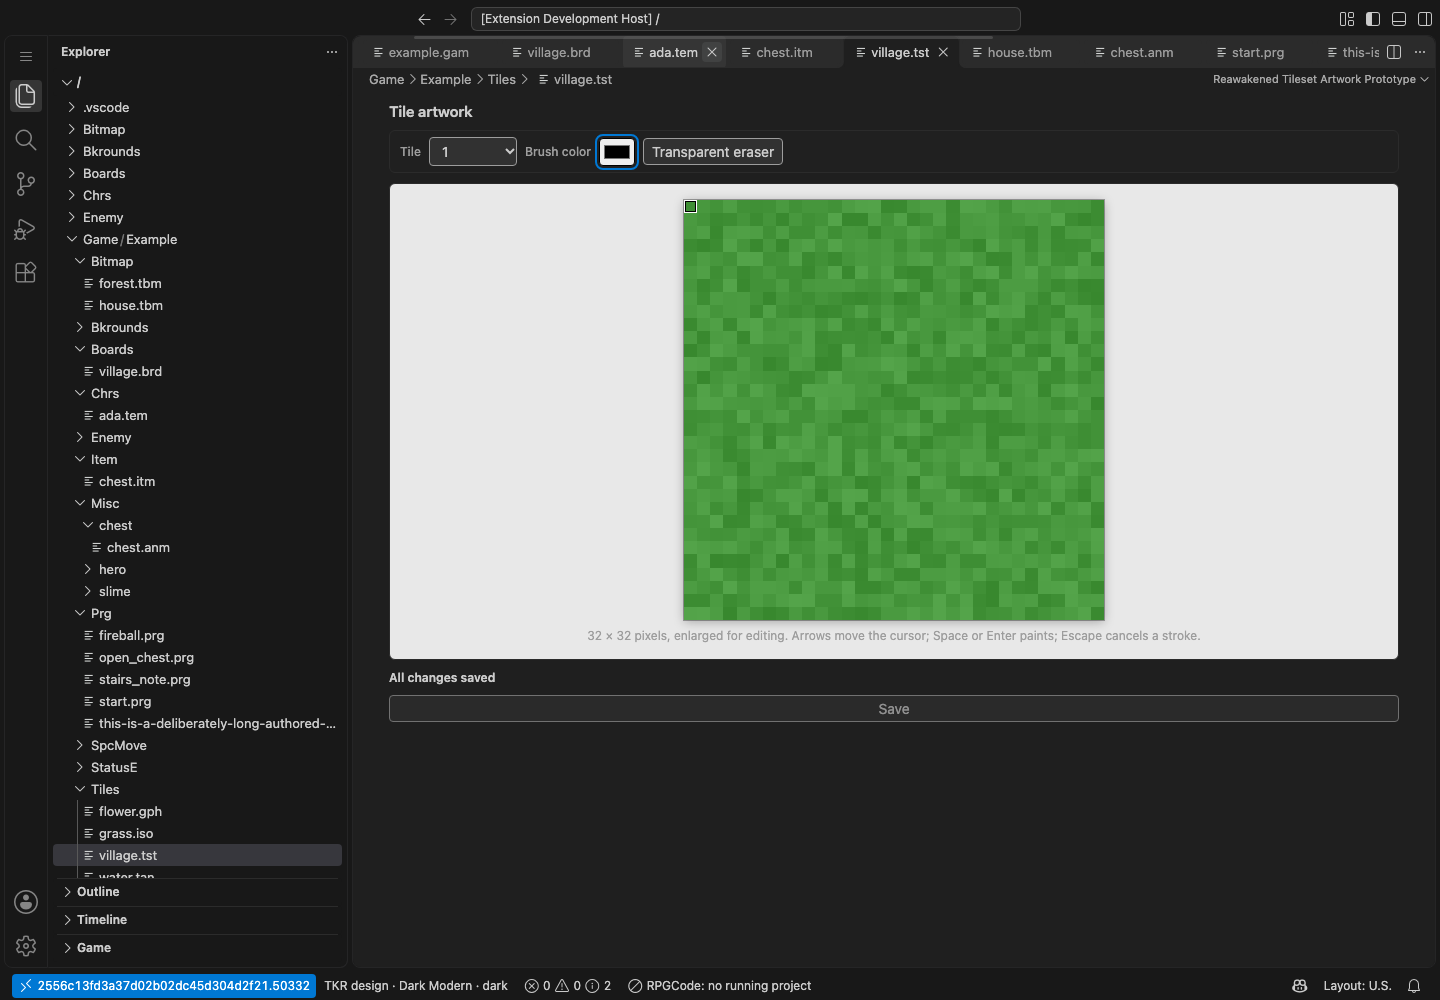 [Extension Development Host] /
Explorer
/
.vscode
Bitmap
Bkrounds
Boards
Chrs
Enemy
Game / Example
Bitmap
forest.tbm
house.tbm
Bkrounds
Boards
village.brd
Chrs
ada.tem
Enemy
Item
chest.itm
Misc
chest
chest.anm
hero
slime
Prg
fireball.prg
open_chest.prg
stairs_note.prg
start.prg
this-is-a-deliberately-long-authored-...
SpcMove
StatusE
Tiles
flower.gph
grass.iso
village.tst
water.tan
Outline
Timeline
Game
example.gam village.brd ada.tem chest.itm village.tst house.tbm chest.anm start.prg this-is
Game > Example > Tiles > village.tst
Reawakened Tileset Artwork Prototype
Tile artwork
Tile 1 Brush color Transparent eraser
32 × 32 pixels, enlarged for editing. Arrows move the cursor; Space or Enter paints; Escape cancels a stroke.
All changes saved
Save
2556c13fd3a37d02b02dc45d304d2f21.50332 TKR design · Dark Modern · dark 0 0 2 RPGCode: no running project Layout: U.S.